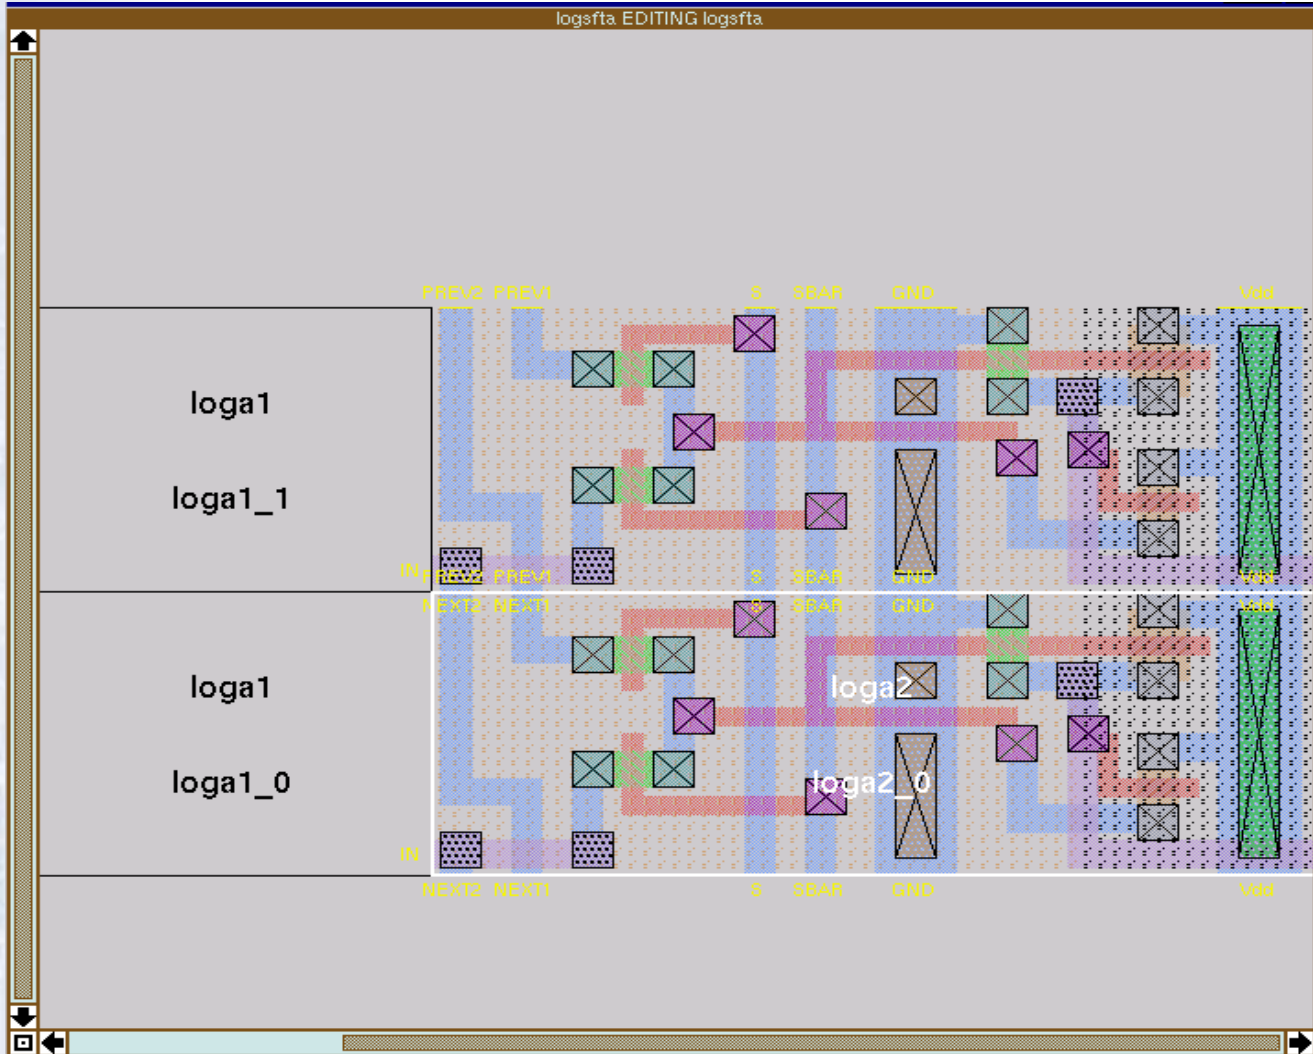 logsfta EDITING logsfta
PREV2 PREV1 S SBAR GND Vdd
loga1
loga1_1
IN PREV2 PREV1 S SBAR GND Vdd
NEXT2 NEXT1 S SBAR GND Vdd
loga1 loga2
loga1_0 loga2_0
IN
NEXT2 NEXT1 S SBAR GND Vdd